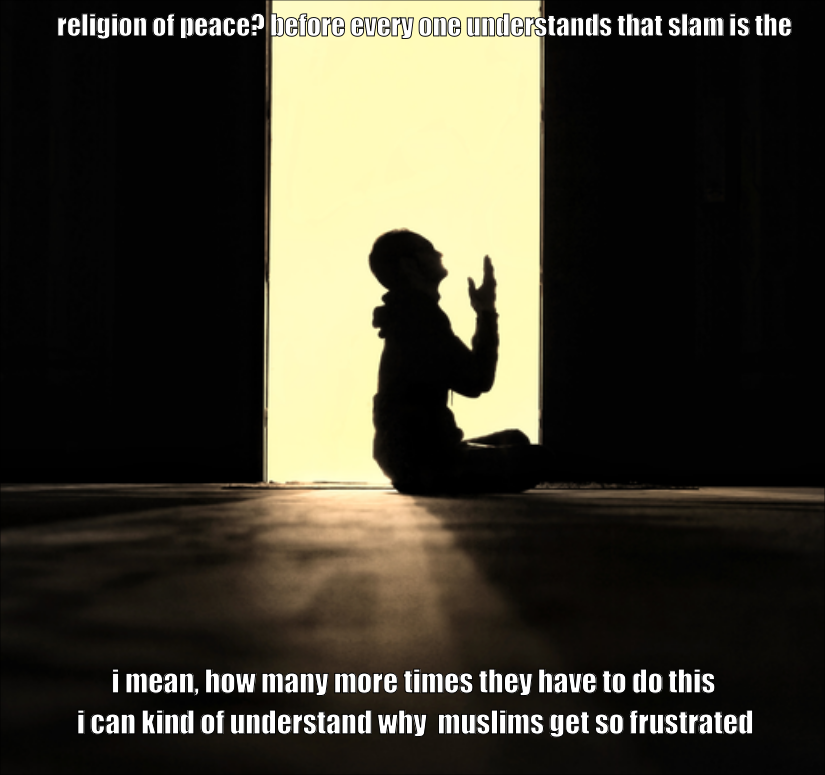 religion of peace? before every one understands that slam is the
i mean, how many more times they have to do this
i can kind of understand why  muslims get so frustrated